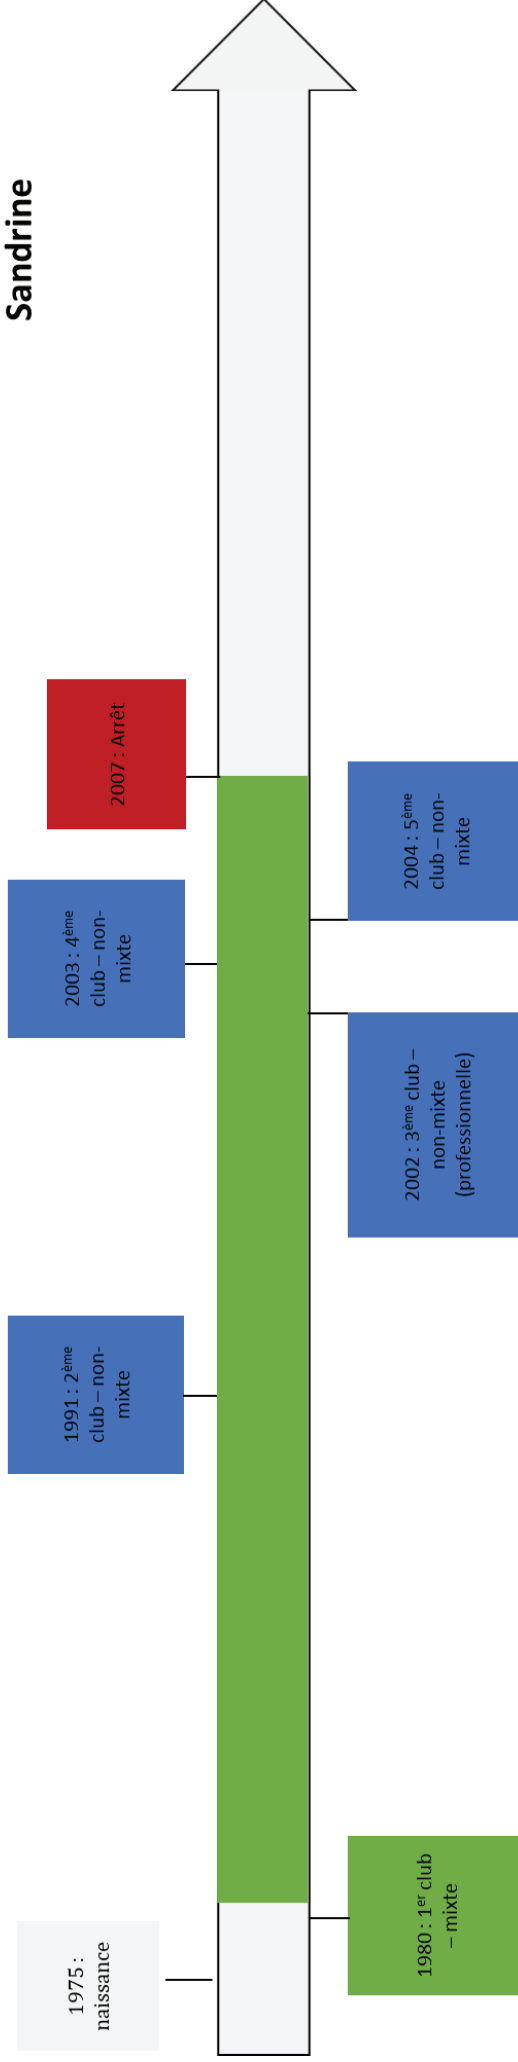 Sandrine
1975 :
naissance
1980 : 1er club
– mixte
1991 : 2ème
club – non-
mixte
2002 : 3ème club –
non-mixte
(professionnelle)
2003 : 4ème
club – non-
mixte
2004 : 5ème
club – non-
mixte
2007 : Arrêt